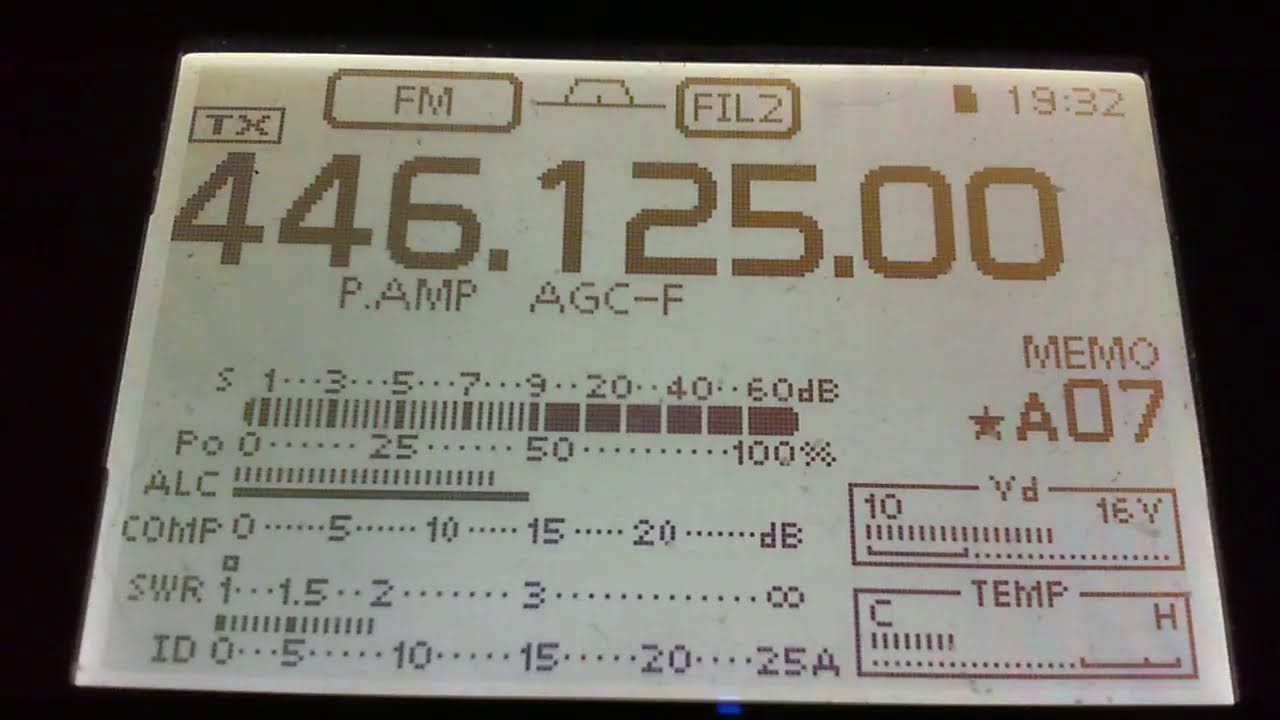 FM FIL2 19:32
TX
446.125.00
P.AMP AGC-F
MEMO
★A07
S 1···3···5···7···9··20··40··60dB
Po 0······25······50··········100%
ALC
COMP 0·····5·····10·····15·····20······dB
SWR 1···1.5··2·······3···········∞
ID 0···5·····10·····15·····20····25A
Vd
10 16V
TEMP
C H